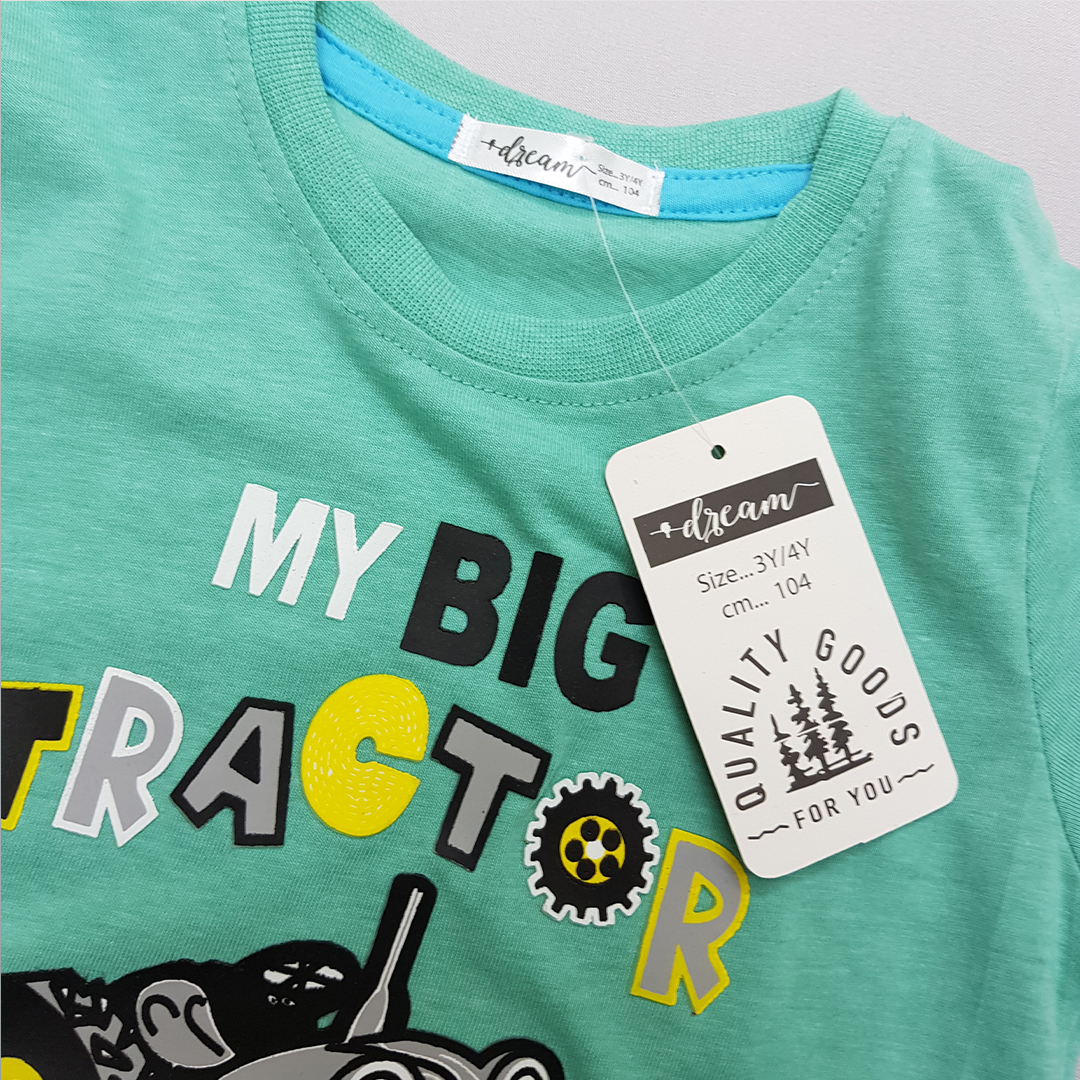 dream
Size...3Y/4Y
cm... 104
dream
Size...3Y/4Y
cm... 104
QUALITY GOODS
FOR YOU
MY BIG
TRACTOR